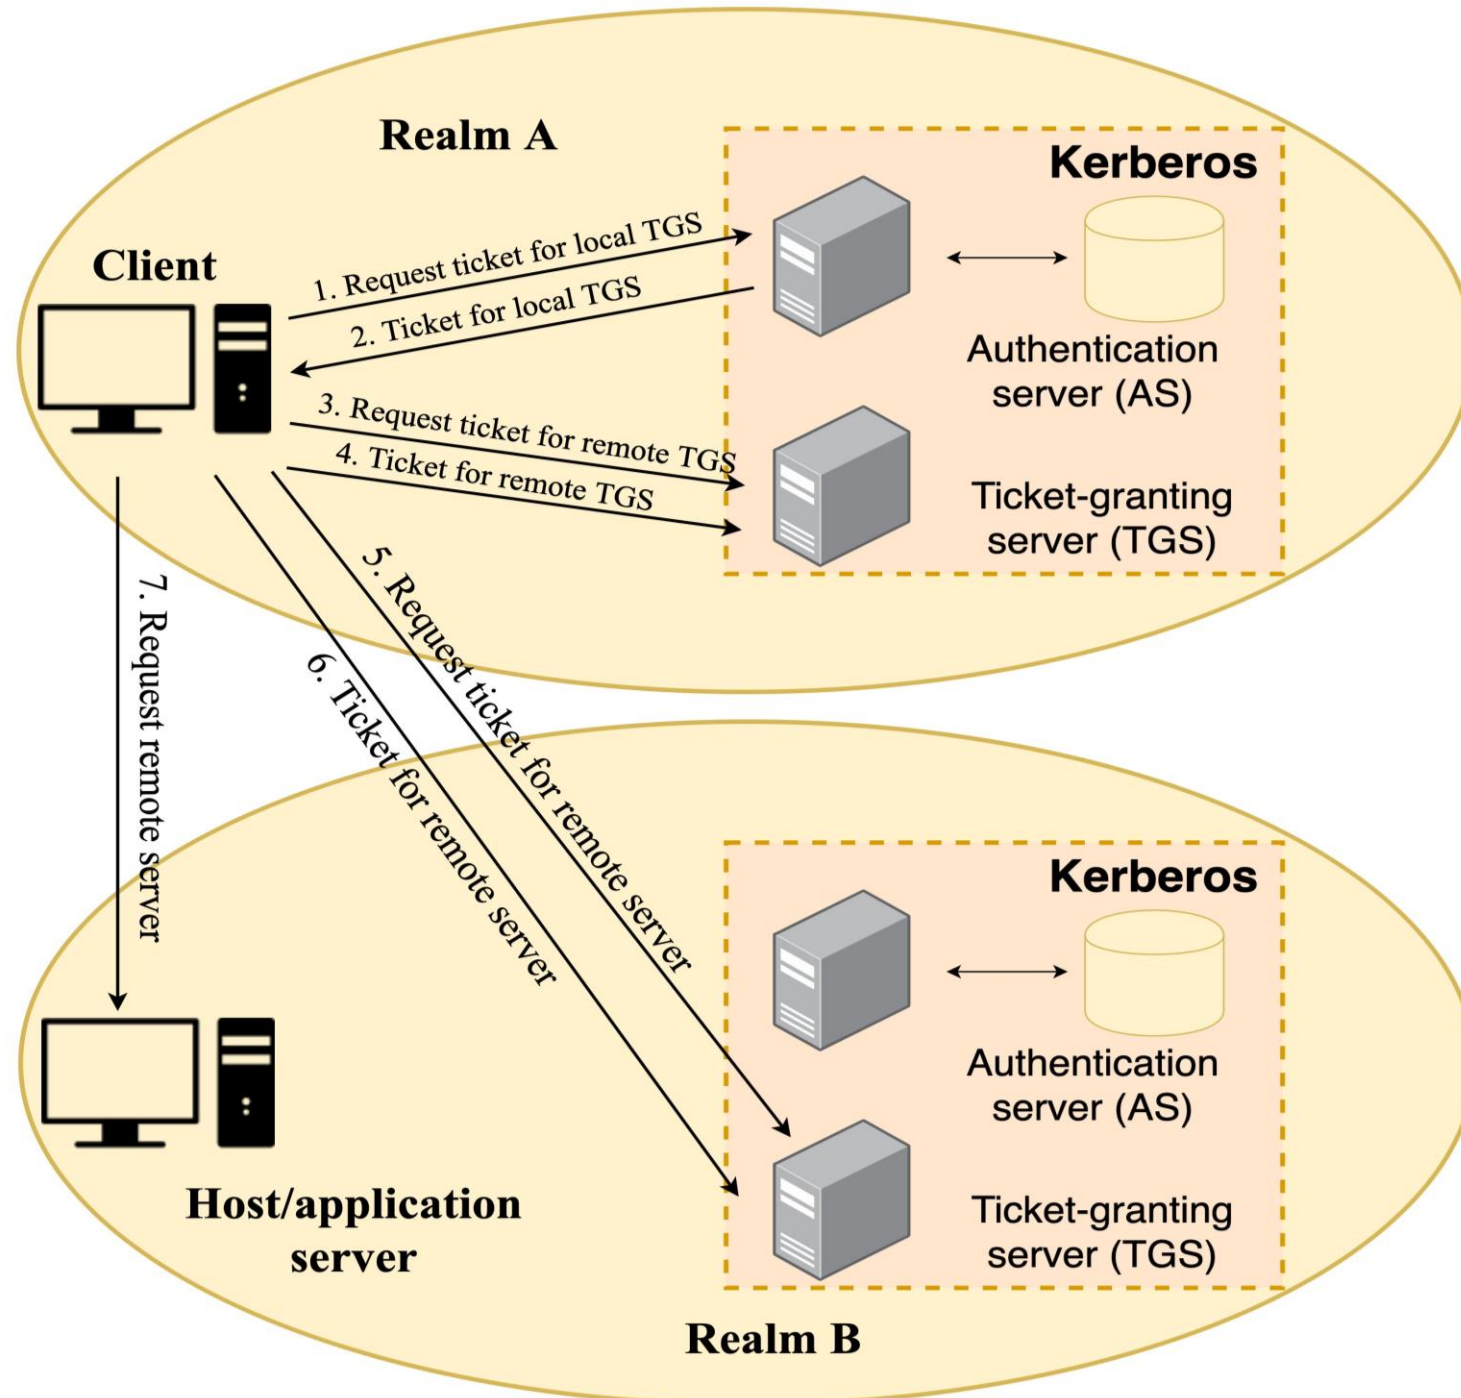 Realm A
Kerberos
Client
1. Request ticket for local TGS
2. Ticket for local TGS
Authentication
server (AS)
3. Request ticket for remote TGS
4. Ticket for remote TGS
Ticket-granting
server (TGS)
5. Request ticket for remote server
6. Ticket for remote server
7. Request remote server
Kerberos
Authentication
server (AS)
Host/application
server
Ticket-granting
server (TGS)
Realm B